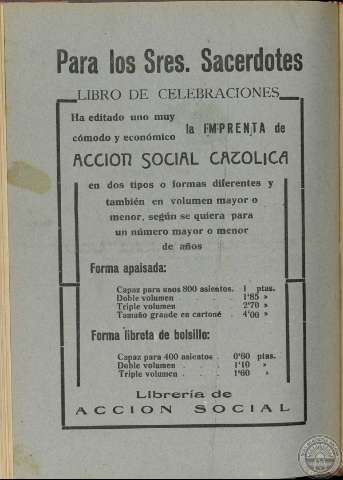 Para los Sres. Sacerdotes
LIBRO DE CELEBRACIONES
Ha editado uno muy
cómodo y económico la IMPRENTA de
ACCION SOCIAL CATOLICA
en dos tipos o formas diferentes y
también en volumen mayor o
menor, según se quiera para
un número mayor o menor
de años
Forma apaisada:
Capaz para unos 800 asientos. 1 ptas.
Doble volumen . . . 1'85 »
Triple volumen . . . 2'70 »
Tamaño grande en cartoné . 4'00 »
Forma libreta de bolsillo:
Capaz para 400 asientos . 0'60 ptas.
Doble volumen . . . 1'10 »
Triple volumen . . . 1'60 »
Librería de
ACCION SOCIAL